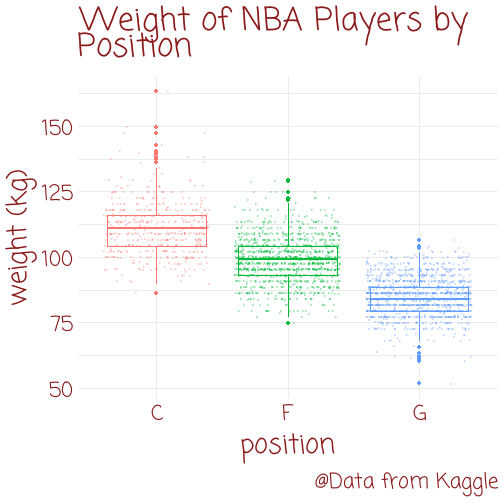 Weight of NBA Players by
Position
150
125
100
75
50
weight (kg)
C F G
position
@Data from Kaggle